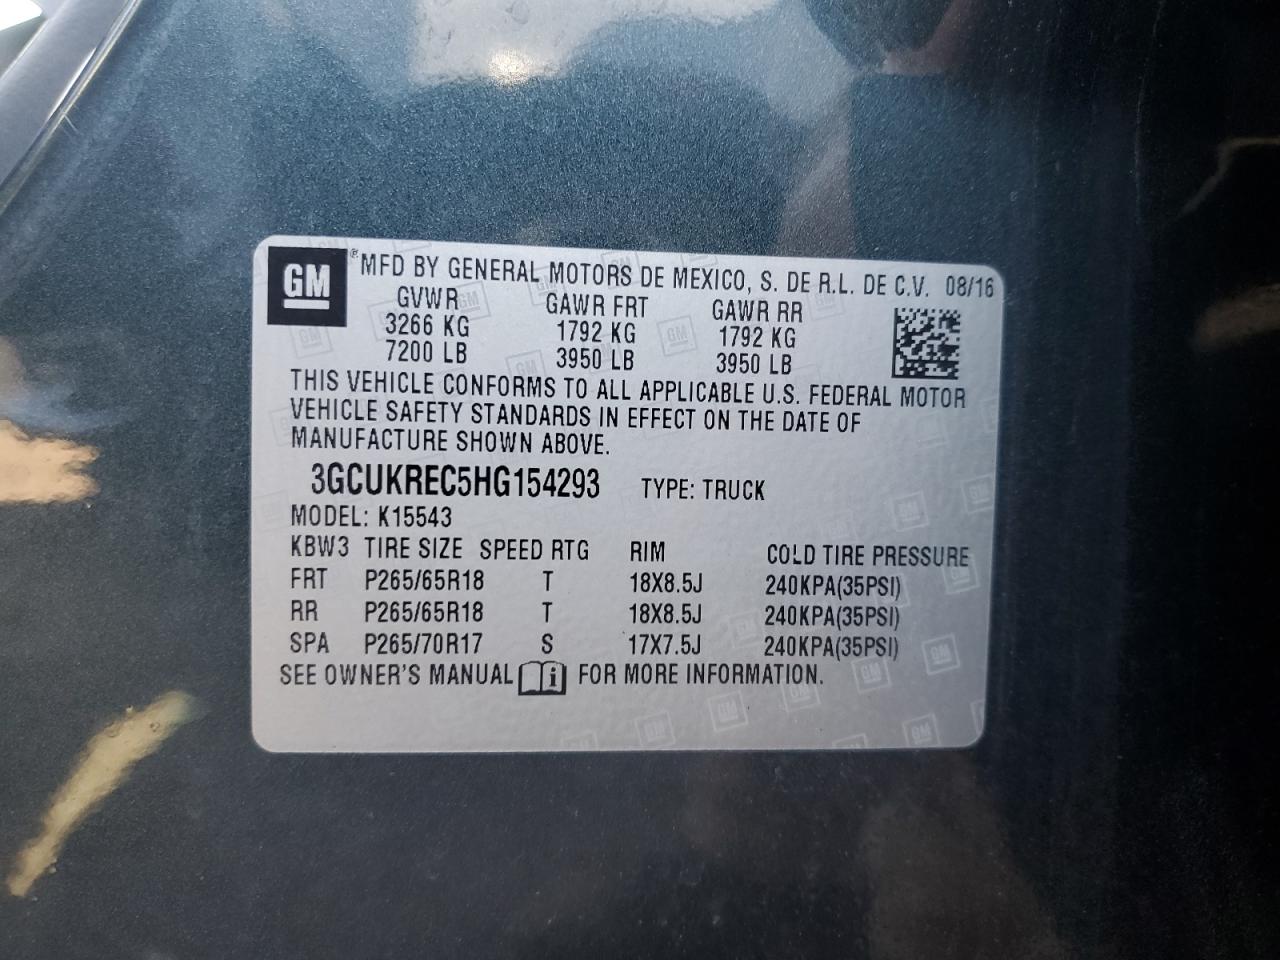 GM ® MFD BY GENERAL MOTORS DE MEXICO, S. DE R.L. DE C.V. 08/16
GVWR GAWR FRT GAWR RR
3266 KG 1792 KG 1792 KG
7200 LB 3950 LB 3950 LB
THIS VEHICLE CONFORMS TO ALL APPLICABLE U.S. FEDERAL MOTOR
VEHICLE SAFETY STANDARDS IN EFFECT ON THE DATE OF
MANUFACTURE SHOWN ABOVE.
3GCUKREC5HG154293 TYPE: TRUCK
MODEL: K15543
KBW3 TIRE SIZE SPEED RTG RIM COLD TIRE PRESSURE
FRT P265/65R18 T 18X8.5J 240KPA(35PSI)
RR P265/65R18 T 18X8.5J 240KPA(35PSI)
SPA P265/70R17 S 17X7.5J 240KPA(35PSI)
SEE OWNER'S MANUAL i FOR MORE INFORMATION.